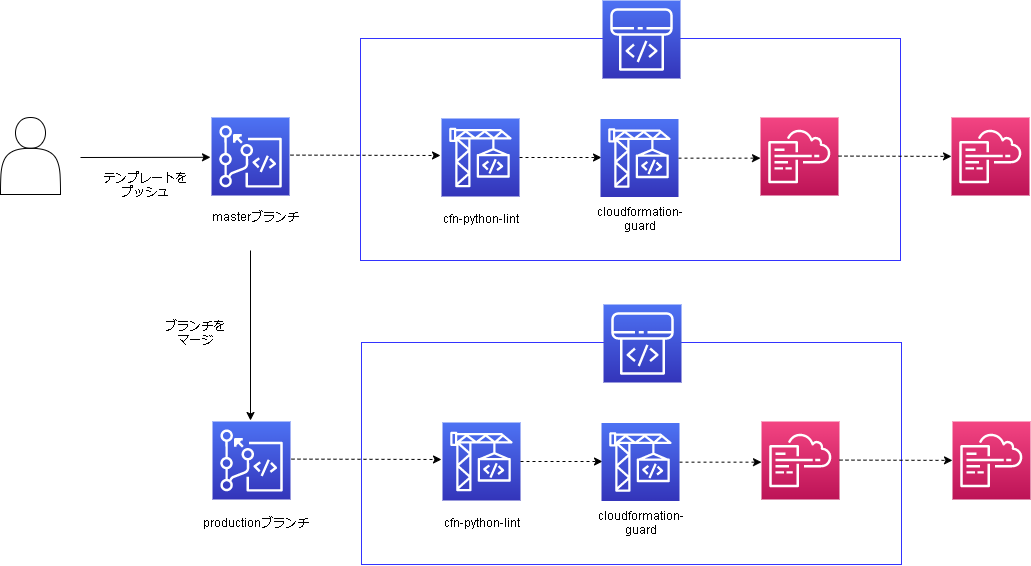 テンプレートを
プッシュ
masterブランチ
cfn-python-lint
cloudformation-
guard
ブランチを
マージ
productionブランチ
cfn-python-lint
cloudformation-
guard